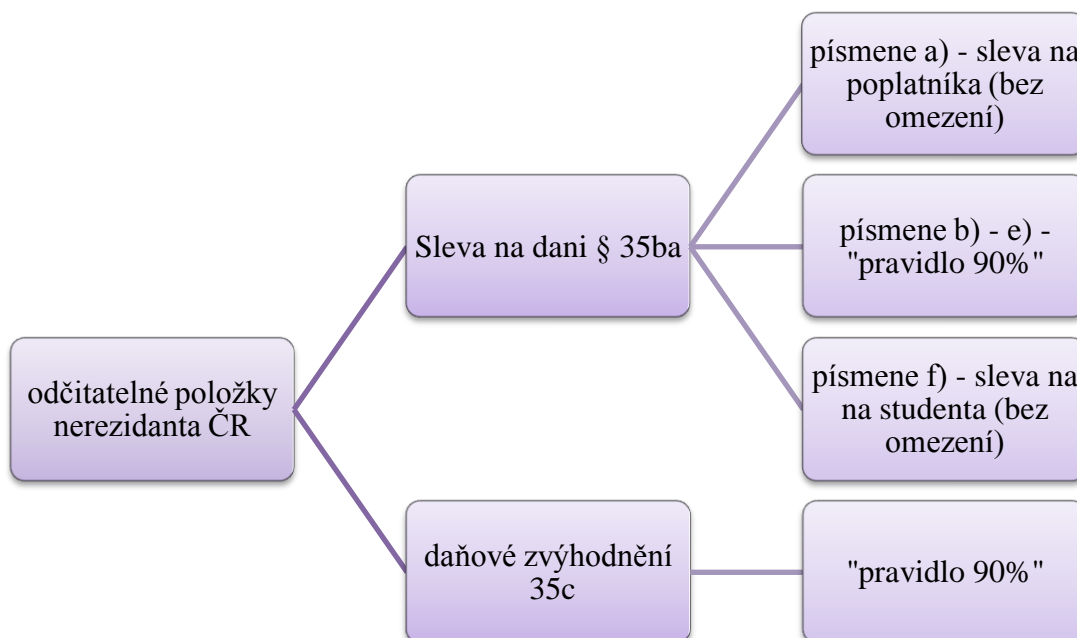 odčitatelné položky
nerezidanta ČR
Sleva na dani § 35ba
písmene a) - sleva na
poplatníka (bez
omezení)
písmene b) - e) -
"pravidlo 90%"
písmene f) - sleva na
na studenta (bez
omezení)
daňové zvýhodnění
35c
"pravidlo 90%"